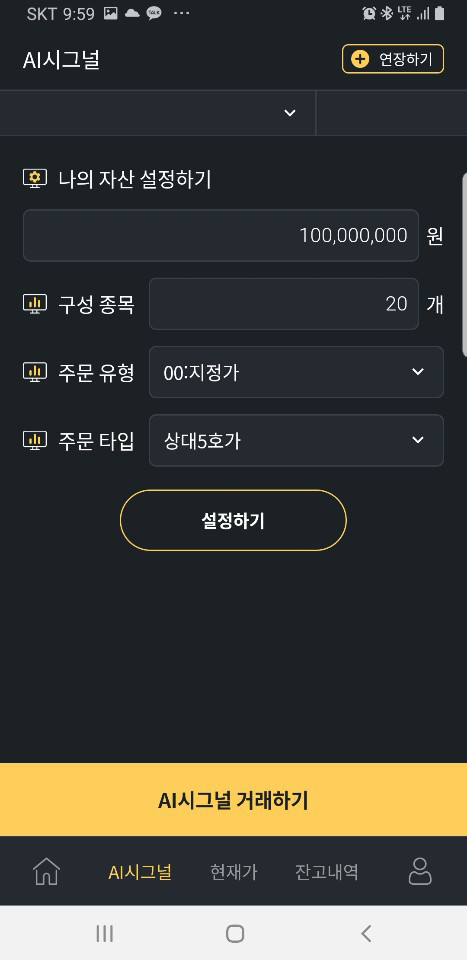 SKT 9:59 TALK ··· LTE
AI시그널
연장하기
나의 자산 설정하기
100,000,000 원
구성 종목 20 개
주문 유형 00:지정가
주문 타입 상대5호가
설정하기
AI시그널 거래하기
AI시그널 현재가 잔고내역